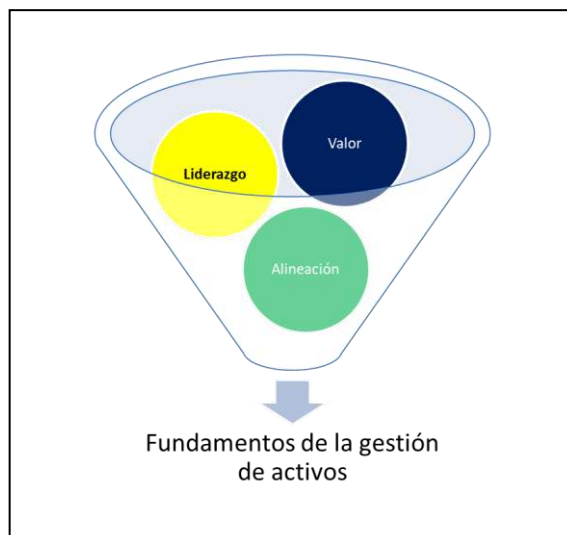 Valor
Liderazgo
Alineación
Fundamentos de la gestión
de activos